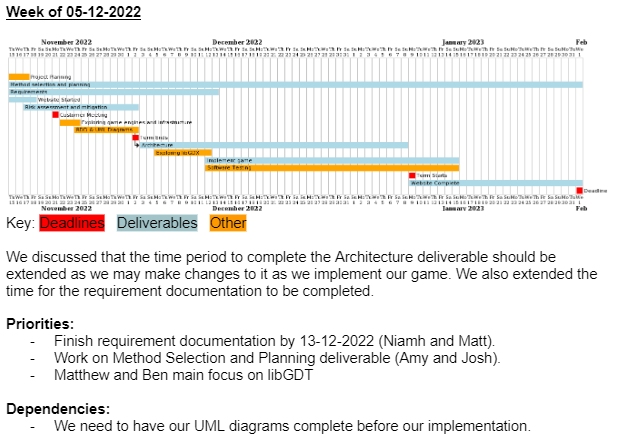 Week of 05-12-2022
November 2022 December 2022 January 2023 Feb
Project Planning
Method selection and planning
Requirements
Website Started
Risk assessment and mitigation
Customer Meeting
Exploring game engines and infrastructure
RDD & UML Diagrams
Term Ends
Architecture
Exploring libGDX
Implement game
Software Testing
Term Starts
Website Complete
Deadline
November 2022 December 2022 January 2023 Feb
Key: Deadlines Deliverables Other
We discussed that the time period to complete the Architecture deliverable should be
extended as we may make changes to it as we implement our game. We also extended the
time for the requirement documentation to be completed.
Priorities:
- Finish requirement documentation by 13-12-2022 (Niamh and Matt).
- Work on Method Selection and Planning deliverable (Amy and Josh).
- Matthew and Ben main focus on libGDT
Dependencies:
- We need to have our UML diagrams complete before our implementation.